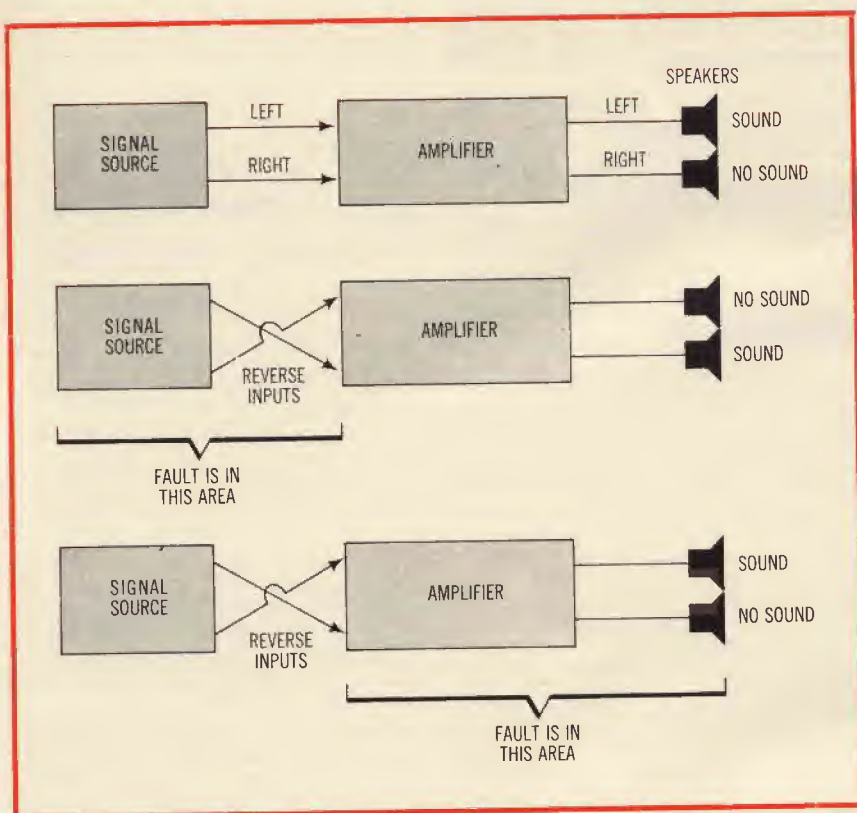 SPEAKERS
LEFT
LEFT
SOUND
SIGNAL
SOURCE
AMPLIFIER
RIGHT
RIGHT
NO SOUND
NO SOUND
SIGNAL
SOURCE
AMPLIFIER
SOUND
REVERSE
INPUTS
FAULT IS IN
THIS AREA
SOUND
SIGNAL
SOURCE
AMPLIFIER
NO SOUND
REVERSE
INPUTS
FAULT IS IN
THIS AREA